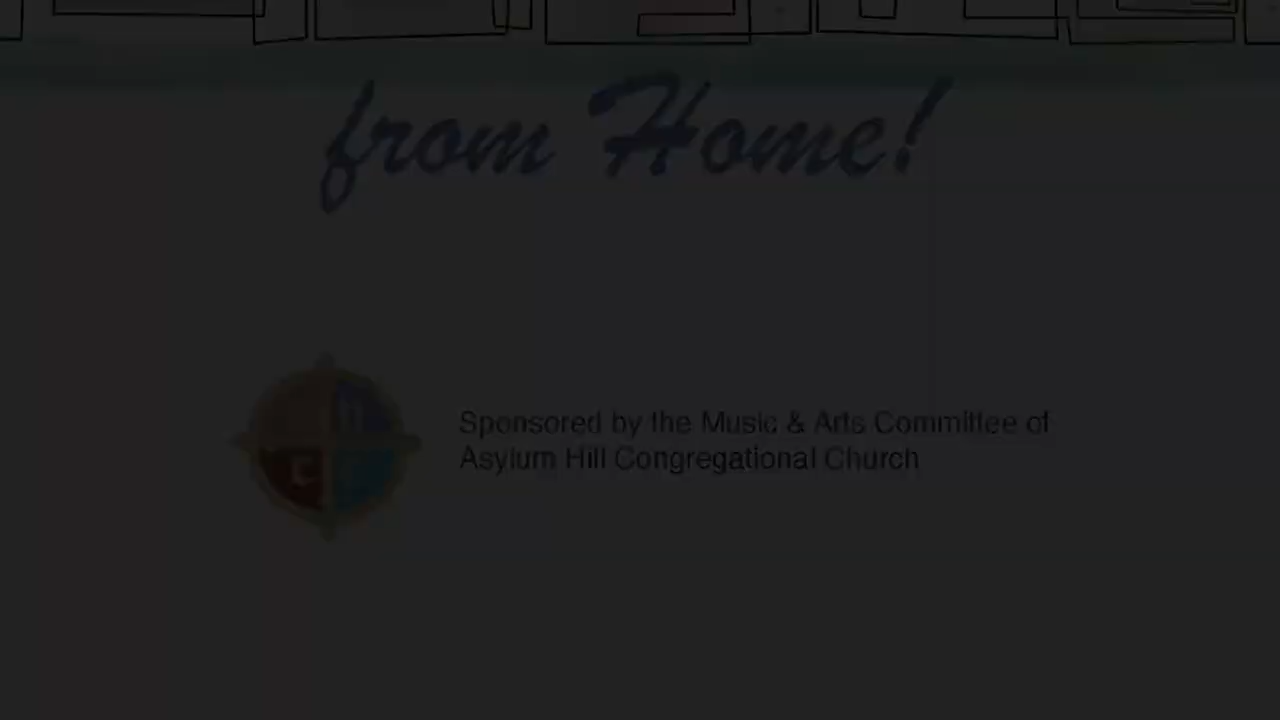 from Home!
Sponsored by the Music & Arts Committee of
Asylum Hill Congregational Church